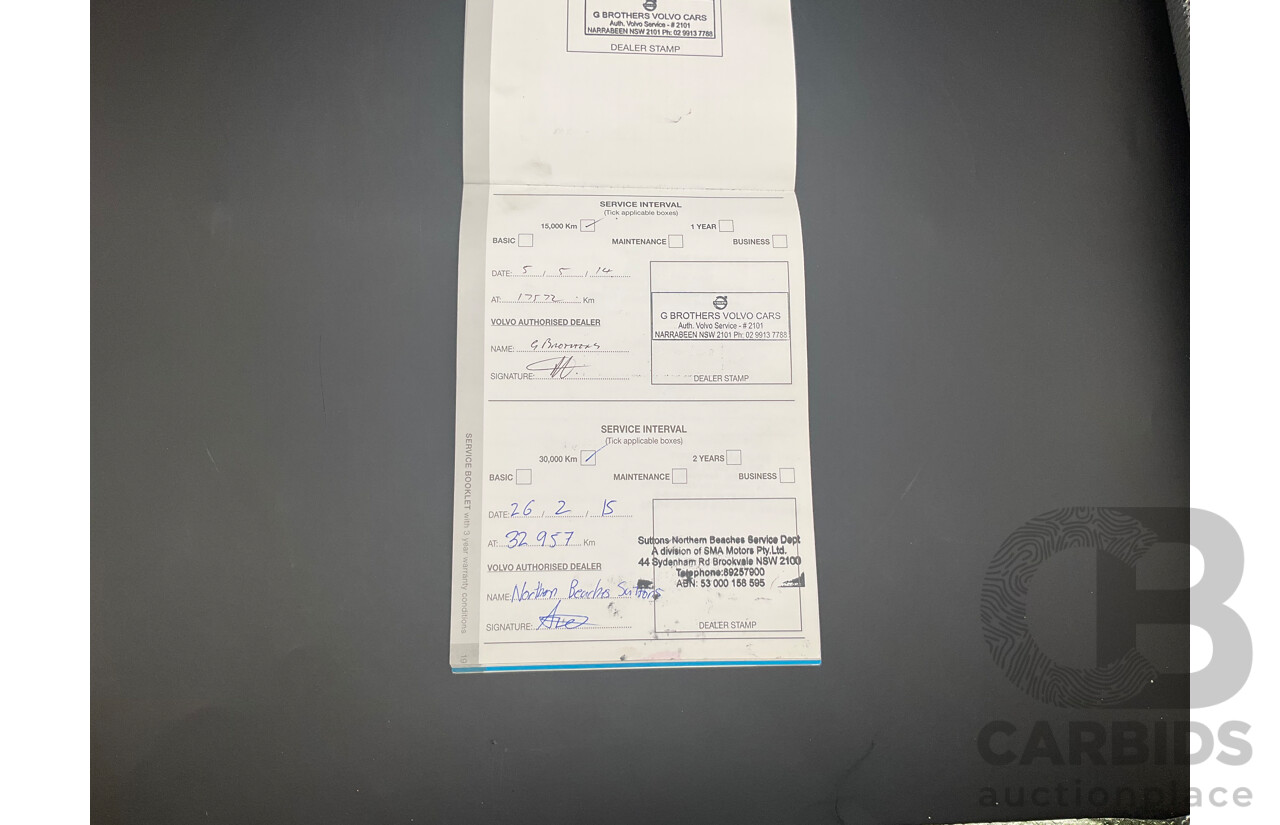 G BROTHERS VOLVO CARS
Auth. Volvo Service - # 2101
NARRABEEN NSW 2101 Ph: 02 9913 7788
DEALER STAMP
SERVICE INTERVAL
(Tick applicable boxes)
15,000 Km 1 YEAR
BASIC MAINTENANCE BUSINESS
DATE: 5 / 5 / 14
AT: 17572 Km
VOLVO AUTHORISED DEALER
NAME: G Brothers
SIGNATURE:
VOLVO
G BROTHERS VOLVO CARS
Auth. Volvo Service - # 2101
NARRABEEN NSW 2101 Ph: 02 9913 7788
DEALER STAMP
SERVICE INTERVAL
(Tick applicable boxes)
30,000 Km 2 YEARS
BASIC MAINTENANCE BUSINESS
DATE: 26 / 2 / 15
AT: 32 957 Km
VOLVO AUTHORISED DEALER
NAME: Northern Beaches Suttons
SIGNATURE:
Suttons Northern Beaches Service Dept
A division of SMA Motors Pty.Ltd.
44 Sydenham Rd Brookvale NSW 2100
Telephone:89257900
ABN: 53 000 158 595
DEALER STAMP
SERVICE BOOKLET with 3 year warranty conditions 10
CB
CARBIDS
auctionplace